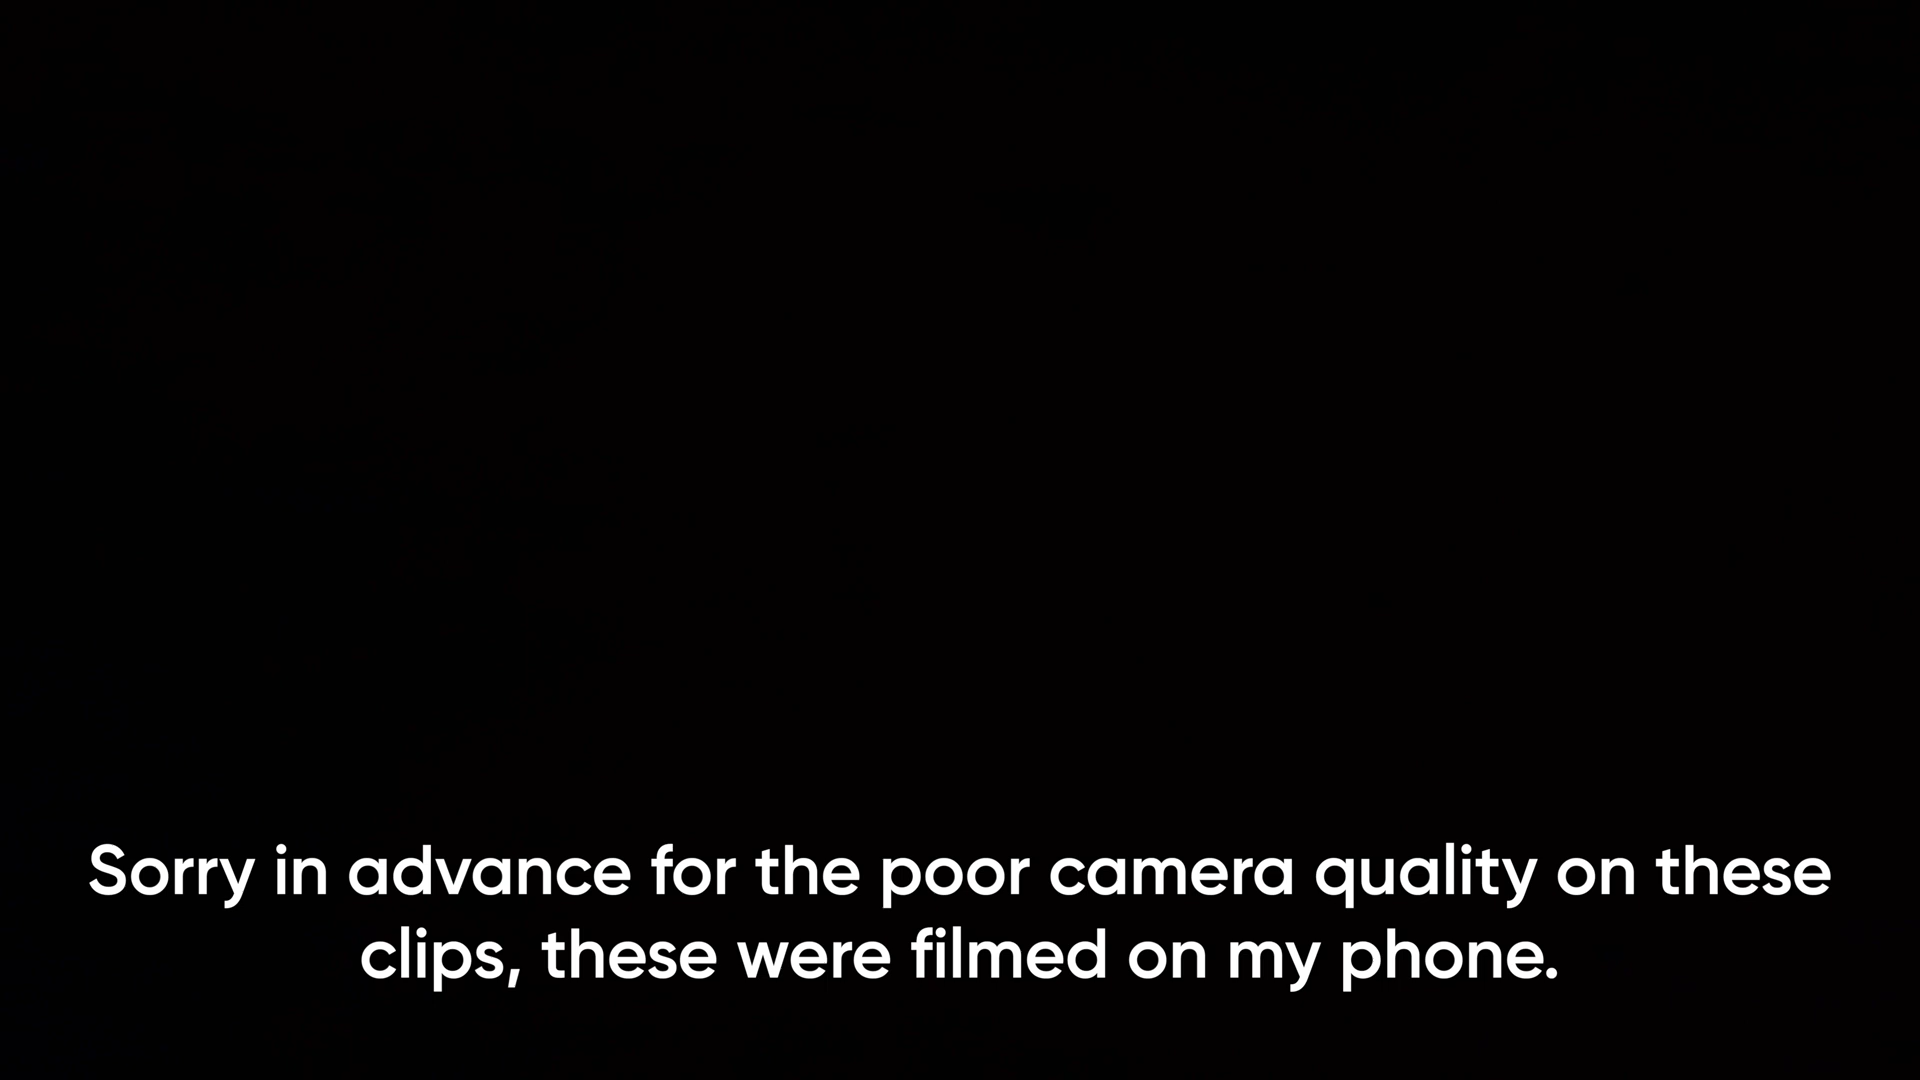 Sorry in advance for the poor camera quality on these
clips, these were filmed on my phone.